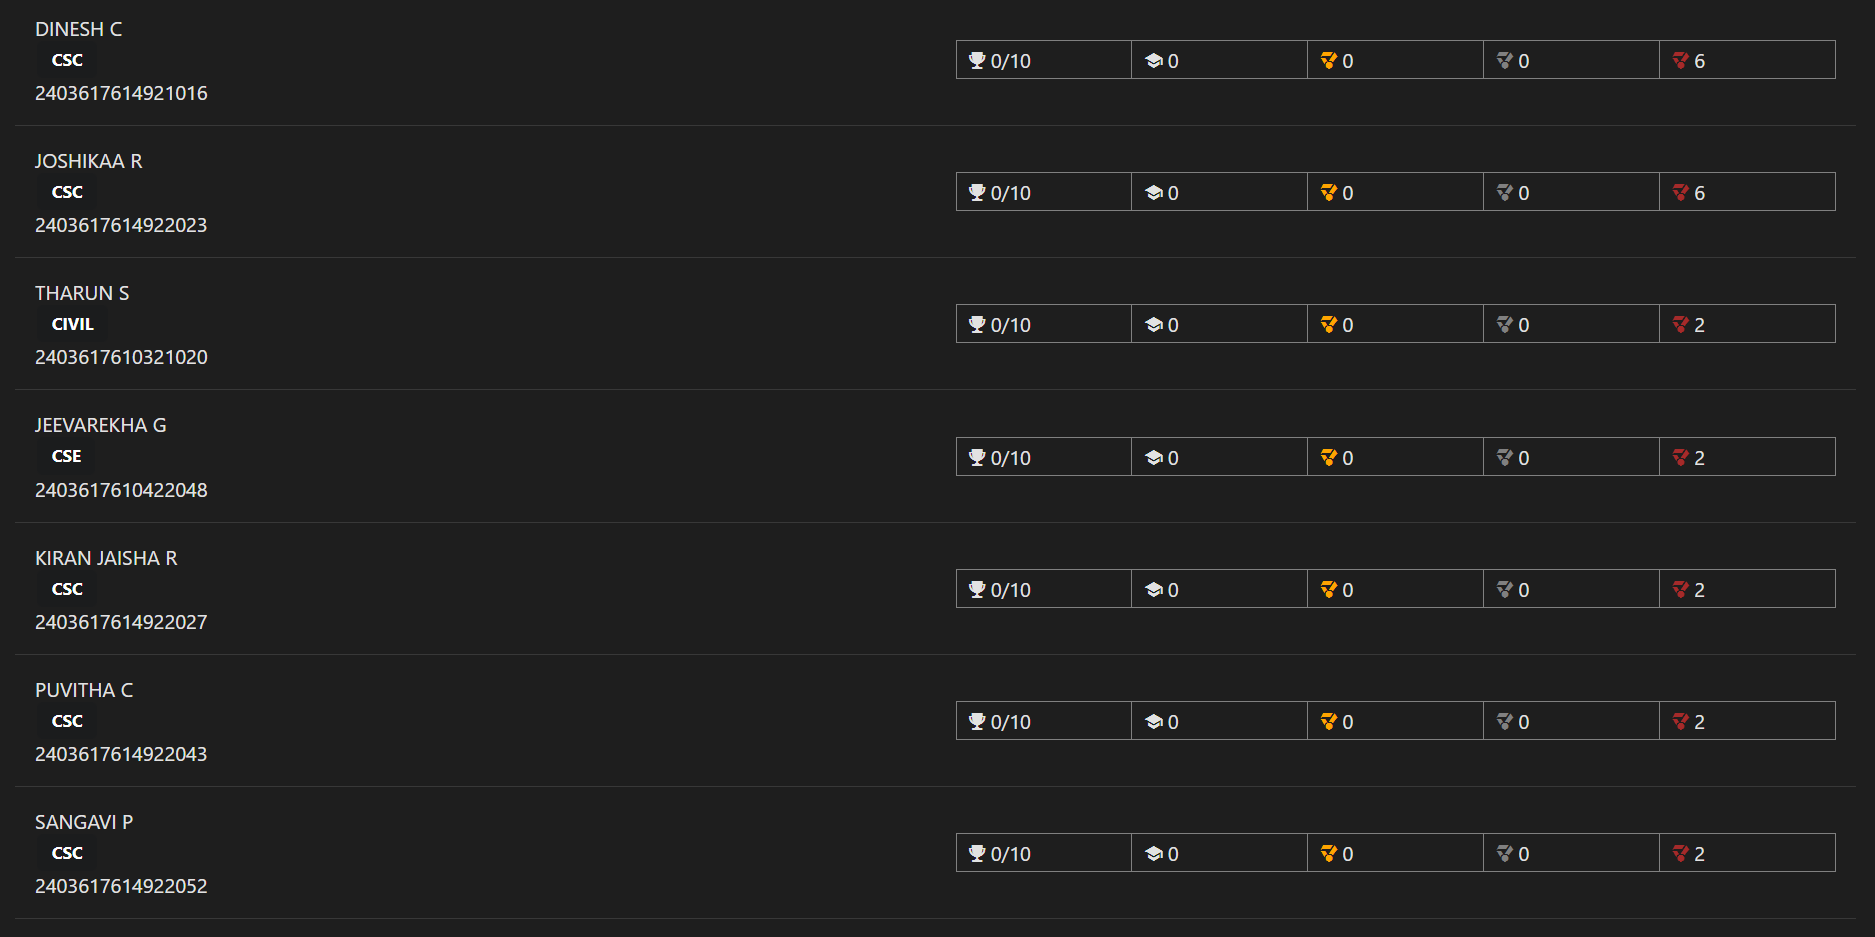 DINESH C
CSC
2403617614921016
0/10 0 0 0 6
JOSHIKAA R
CSC
2403617614922023
0/10 0 0 0 6
THARUN S
CIVIL
2403617610321020
0/10 0 0 0 2
JEEVAREKHA G
CSE
2403617610422048
0/10 0 0 0 2
KIRAN JAISHA R
CSC
2403617614922027
0/10 0 0 0 2
PUVITHA C
CSC
2403617614922043
0/10 0 0 0 2
SANGAVI P
CSC
2403617614922052
0/10 0 0 0 2